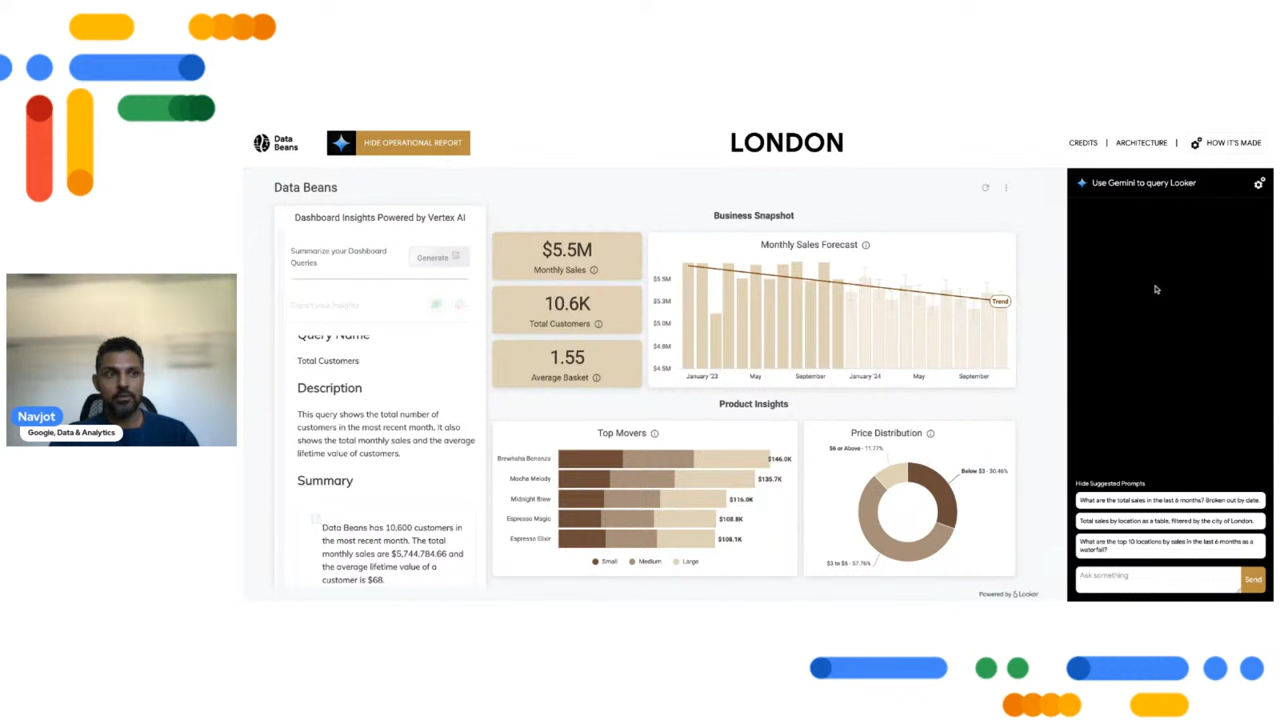 Data
Beans
HIDE OPERATIONAL REPORT
LONDON
CREDITS | ARCHITECTURE | HOW IT'S MADE
Data Beans
Dashboard Insights Powered by Vertex AI
Summarize your Dashboard
Queries
Generate
Export your Insights
Query Name
Total Customers
Description
This query shows the total number of
customers in the most recent month. It also
shows the total monthly sales and the average
lifetime value of customers.
Summary
Data Beans has 10,600 customers in
the most recent month. The total
monthly sales are $5,744,784.66 and
the average lifetime value of a
customer is $68.
Business Snapshot
$5.5M
Monthly Sales
10.6K
Total Customers
1.55
Average Basket
Monthly Sales Forecast
$5.5M
$5.3M
$5.0M
$4.8M
$4.5M
Trend
January '23 May September January '24 May September
Product Insights
Top Movers
Brewhaha Bonanza $146.0K
Mocha Melody $135.7K
Midnight Brew $116.0K
Espresso Magic $108.8K
Espresso Elixir $108.1K
Small Medium Large
Price Distribution
$6 or Above - 11.77%
Below $3 - 30.46%
$3 to $6 - 57.76%
Powered by Looker
Use Gemini to query Looker
Hide Suggested Prompts
What are the total sales in the last 6 months? Broken out by date.
Total sales by location as a table, filtered by the city of London.
What are the top 10 locations by sales in the last 6 months as a
waterfall?
Ask something
Send
Navjot
Google, Data & Analytics